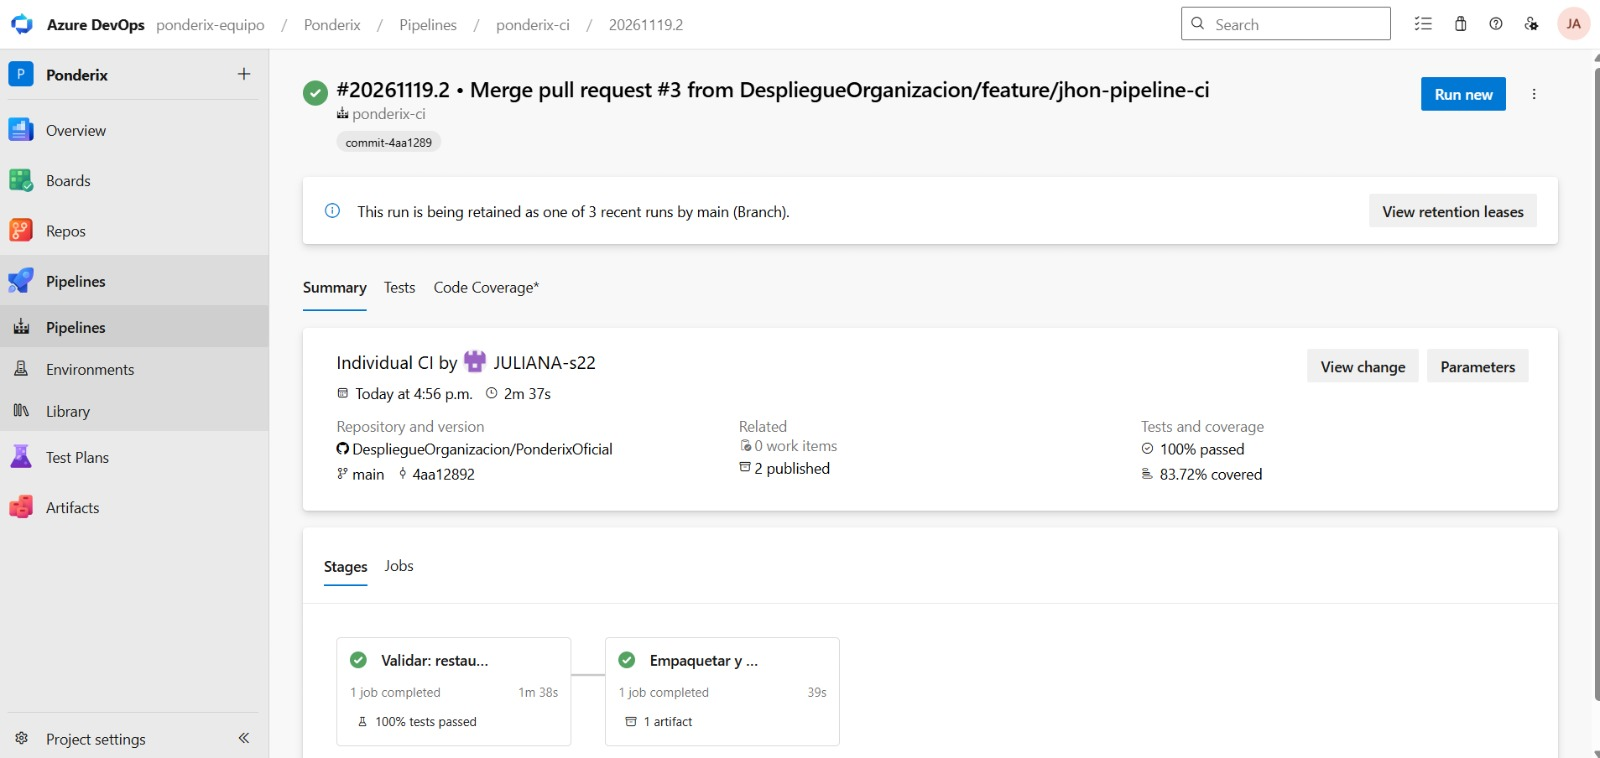 Azure DevOps ponderix-equipo / Ponderix / Pipelines / ponderix-ci / 20261119.2
Search
JA
P Ponderix
Overview
Boards
Repos
Pipelines
Pipelines
Environments
Library
Test Plans
Artifacts
Project settings
#20261119.2 • Merge pull request #3 from DespliegueOrganizacion/feature/jhon-pipeline-ci
Run new
ponderix-ci
commit-4aa1289
This run is being retained as one of 3 recent runs by main (Branch).
View retention leases
Summary Tests Code Coverage*
Individual CI by JULIANA-s22
View change Parameters
Today at 4:56 p.m. 2m 37s
Repository and version
DespliegueOrganizacion/PonderixOficial
main 4aa12892
Related
0 work items
2 published
Tests and coverage
100% passed
83.72% covered
Stages Jobs
Validar: restau...
1 job completed 1m 38s
100% tests passed
Empaquetar y ...
1 job completed 39s
1 artifact